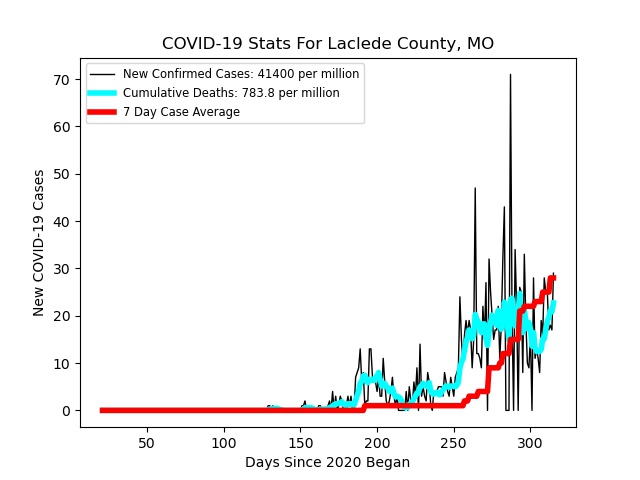 COVID-19 Stats For Laclede County, MO
New Confirmed Cases: 41400 per million
Cumulative Deaths: 783.8 per million
7 Day Case Average
New COVID-19 Cases
70
60
50
40
30
20
10
0
50 100 150 200 250 300
Days Since 2020 Began